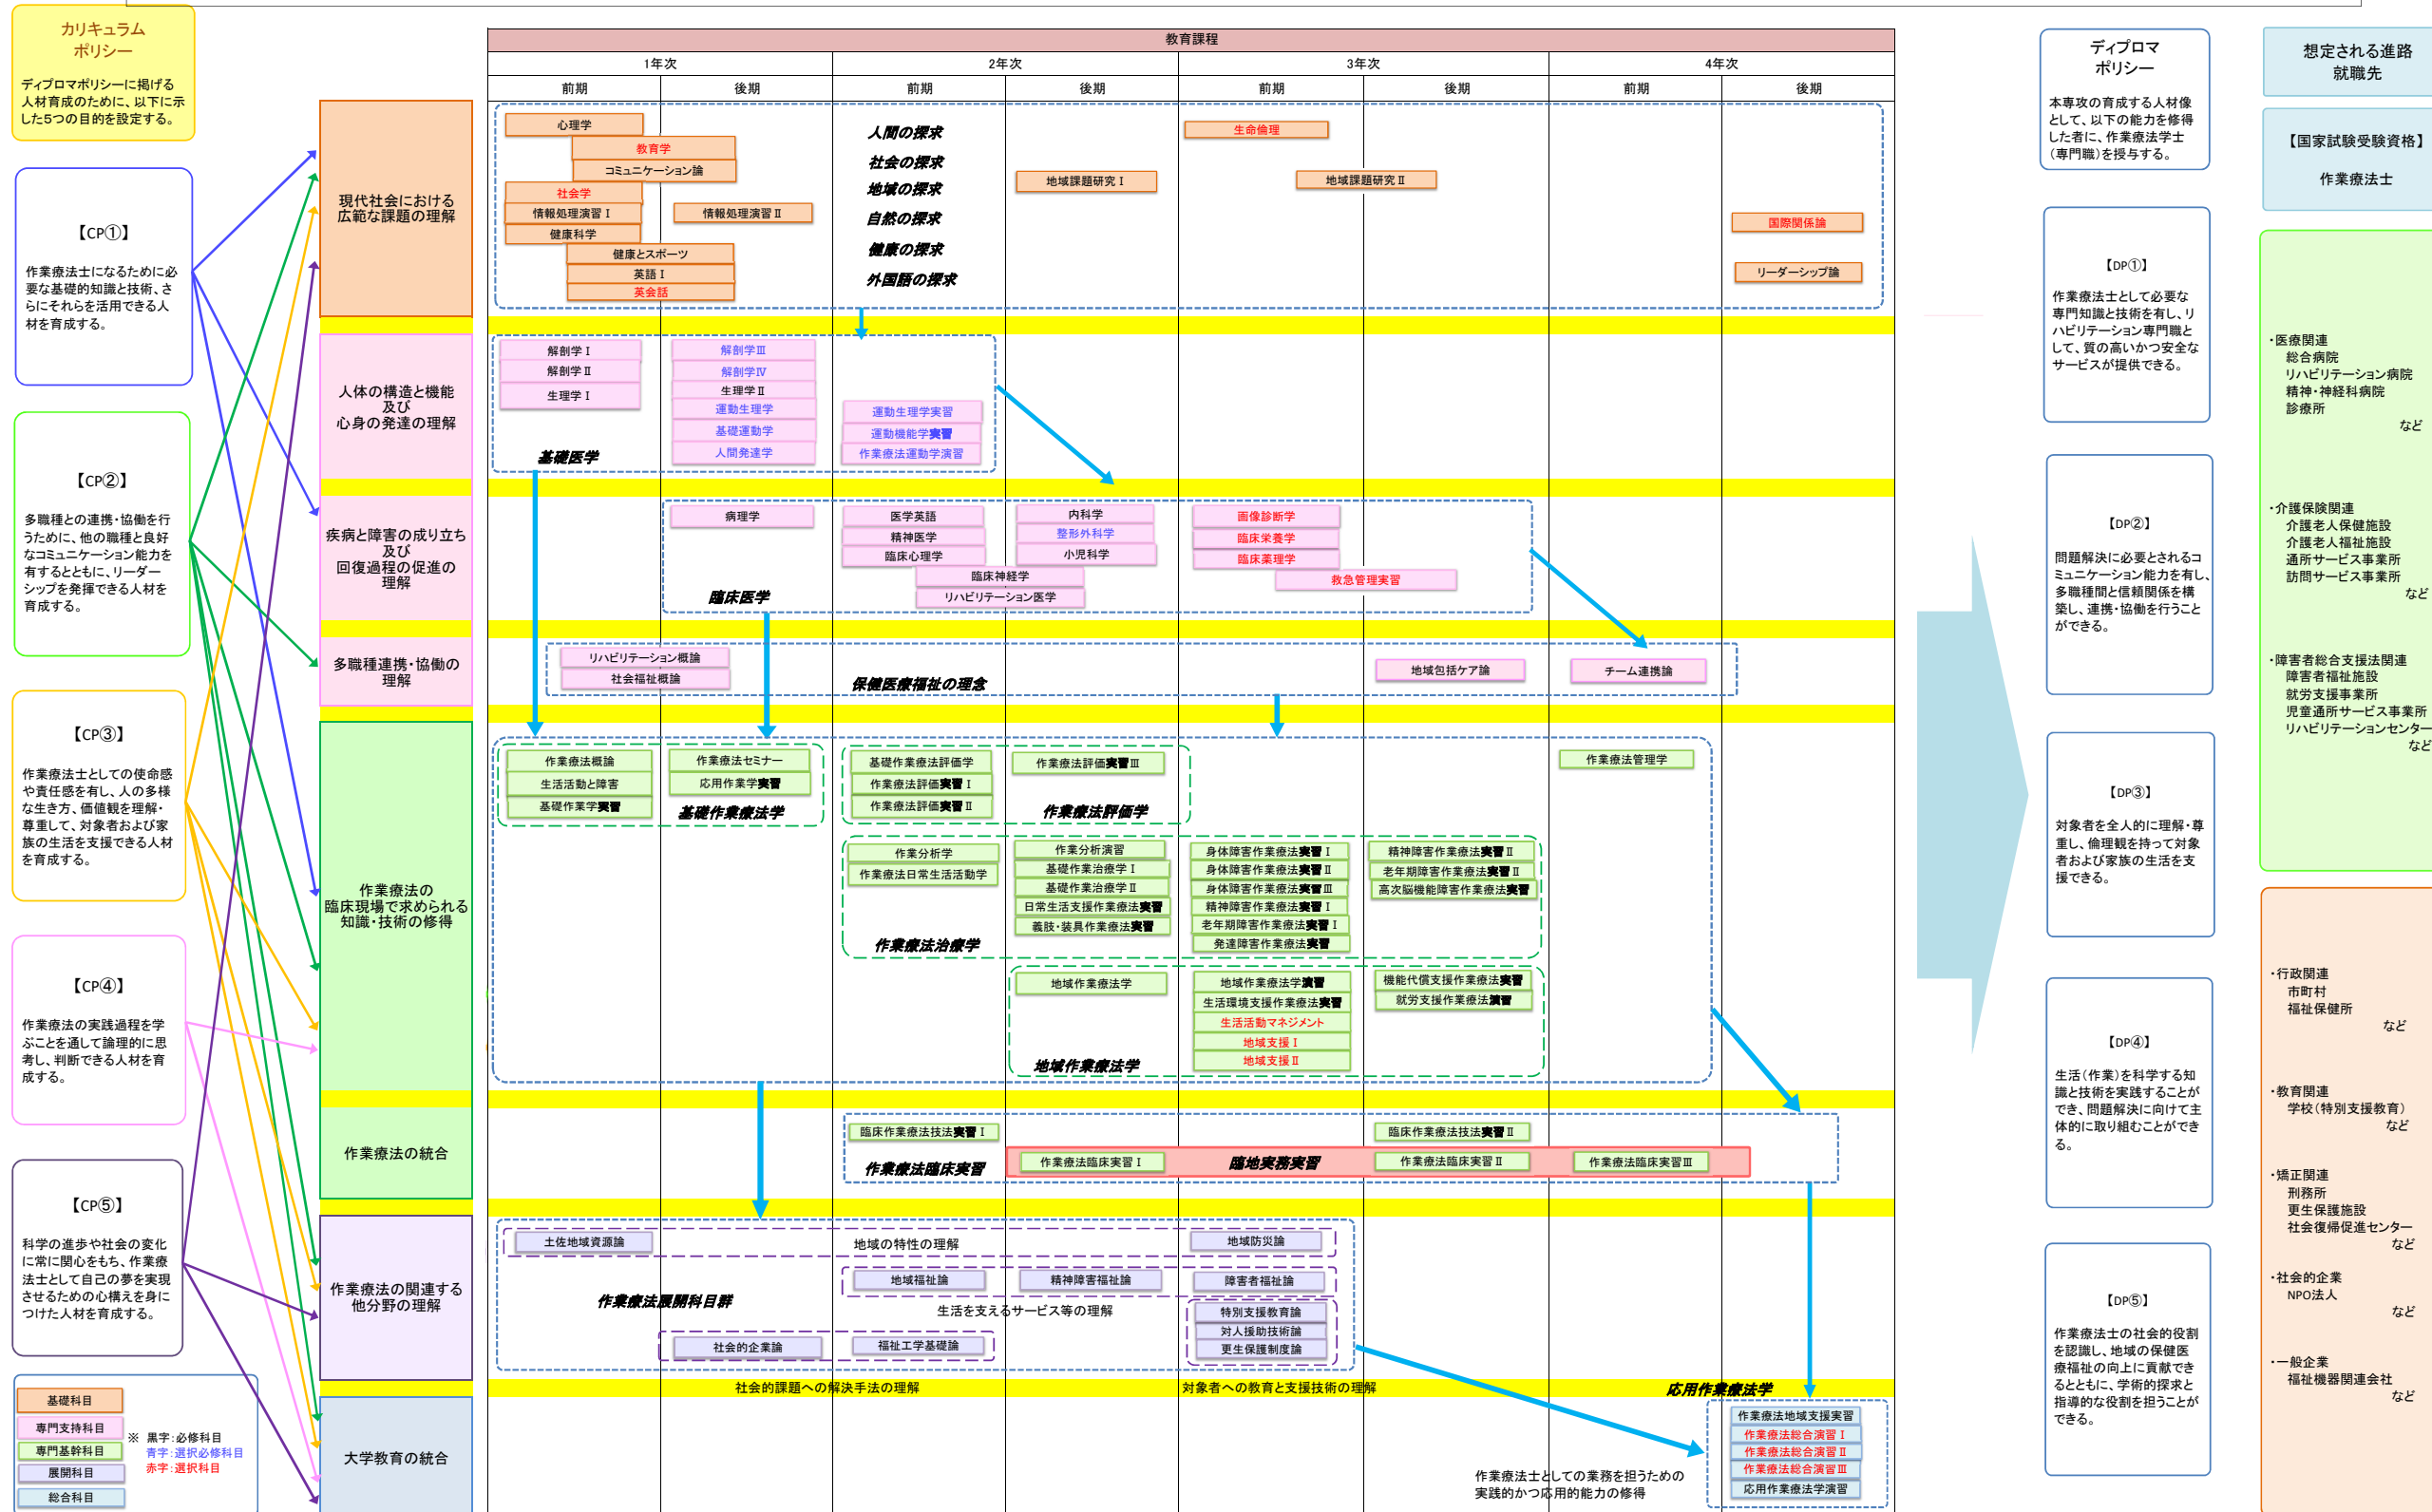 カリキュラム
ポリシー
ディプロマポリシーに掲げる
人材育成のために、以下に示
した5つの目的を設定する。
【CP①】
作業療法士になるために必
要な基礎的知識と技術、さ
らにそれらを活用できる人
材を育成する。
【CP②】
多職種との連携・協働を行
うために、他の職種と良好
なコミュニケーション能力を
有するとともに、リーダー
シップを発揮できる人材を
育成する。
【CP③】
作業療法士としての使命感
や責任感を有し、人の多様
な生き方、価値観を理解・
尊重して、対象者および家
族の生活を支援できる人材
を育成する。
【CP④】
作業療法の実践過程を学
ぶことを通して論理的に思
考し、判断できる人材を育
成する。
【CP⑤】
科学の進歩や社会の変化
に常に関心をもち、作業療
法士として自己の夢を実現
させるための心構えを身に
つけた人材を育成する。
基礎科目
専門支持科目
専門基幹科目
展開科目
総合科目
※ 黒字：必修科目
青字：選択必修科目
赤字：選択科目
現代社会における
広範な課題の理解
人体の構造と機能
及び
心身の発達の理解
疾病と障害の成り立ち
及び
回復過程の促進の
理解
多職種連携・協働の
理解
作業療法の
臨床現場で求められる
知識・技術の修得
作業療法の統合
作業療法の関連する
他分野の理解
大学教育の統合
教育課程
1年次 2年次 3年次 4年次
前期 後期 前期 後期 前期 後期 前期 後期
心理学
教育学
コミュニケーション論
社会学
情報処理演習Ⅰ
情報処理演習Ⅱ
健康科学
健康とスポーツ
英語Ⅰ
英会話
人間の探求
社会の探求
地域の探求
自然の探求
健康の探求
外国語の探求
地域課題研究Ⅰ
生命倫理
地域課題研究Ⅱ
国際関係論
リーダーシップ論
解剖学Ⅰ
解剖学Ⅱ
生理学Ⅰ
基礎医学
解剖学Ⅲ
解剖学Ⅳ
生理学Ⅱ
運動生理学
基礎運動学
人間発達学
運動生理学実習
運動機能学実習
作業療法運動学演習
病理学
臨床医学
医学英語
精神医学
臨床心理学
内科学
整形外科学
小児科学
臨床神経学
リハビリテーション医学
画像診断学
臨床栄養学
臨床薬理学
救急管理実習
リハビリテーション概論
社会福祉概論
保健医療福祉の理念
地域包括ケア論
チーム連携論
作業療法概論
生活活動と障害
基礎作業学実習
作業療法セミナー
応用作業学実習
基礎作業療法学
基礎作業療法評価学
作業療法評価実習Ⅰ
作業療法評価実習Ⅱ
作業療法評価実習Ⅲ
作業療法評価学
作業療法管理学
作業分析学
作業療法日常生活活動学
作業療法治療学
作業分析演習
基礎作業治療学Ⅰ
基礎作業治療学Ⅱ
日常生活支援作業療法実習
義肢・装具作業療法実習
身体障害作業療法実習Ⅰ
身体障害作業療法実習Ⅱ
身体障害作業療法実習Ⅲ
精神障害作業療法実習Ⅰ
老年期障害作業療法実習Ⅰ
発達障害作業療法実習
精神障害作業療法実習Ⅱ
老年期障害作業療法実習Ⅱ
高次脳機能障害作業療法実習
地域作業療法学
地域作業療法学
地域作業療法学演習
生活環境支援作業療法実習
生活活動マネジメント
地域支援Ⅰ
地域支援Ⅱ
機能代償支援作業療法実習
就労支援作業療法演習
臨床作業療法技法実習Ⅰ
臨床作業療法技法実習Ⅱ
作業療法臨床実習
作業療法臨床実習Ⅰ
臨地実務実習
作業療法臨床実習Ⅱ
作業療法臨床実習Ⅲ
土佐地域資源論
地域の特性の理解
地域防災論
地域福祉論
精神障害福祉論
障害者福祉論
作業療法展開科目群
生活を支えるサービス等の理解
特別支援教育論
対人援助技術論
更生保護制度論
社会的企業論
福祉工学基礎論
社会的課題への解決手法の理解
対象者への教育と支援技術の理解
応用作業療法学
作業療法地域支援実習
作業療法総合演習Ⅰ
作業療法総合演習Ⅱ
作業療法総合演習Ⅲ
応用作業療法学演習
作業療法士としての業務を担うための
実践的かつ応用的能力の修得
ディプロマ
ポリシー
本専攻の育成する人材像
として、以下の能力を修得
した者に、作業療法学士
（専門職）を授与する。
【DP①】
作業療法士として必要な
専門知識と技術を有し、リ
ハビリテーション専門職と
して、質の高いかつ安全な
サービスが提供できる。
【DP②】
問題解決に必要とされるコ
ミュニケーション能力を有し、
多職種間と信頼関係を構
築し、連携・協働を行うこと
ができる。
【DP③】
対象者を全人的に理解・尊
重し、倫理観を持って対象
者および家族の生活を支
援できる。
【DP④】
生活（作業）を科学する知
識と技術を実践することが
でき、問題解決に向けて主
体的に取り組むことができ
る。
【DP⑤】
作業療法士の社会的役割
を認識し、地域の保健医
療福祉の向上に貢献でき
るとともに、学術的探求と
指導的な役割を担うことが
できる。
想定される進路
就職先
【国家試験受験資格】
作業療法士
・医療関連
総合病院
リハビリテーション病院
精神・神経科病院
診療所
など
・介護保険関連
介護老人保健施設
介護老人福祉施設
通所サービス事業所
訪問サービス事業所
など
・障害者総合支援法関連
障害者福祉施設
就労支援事業所
児童通所サービス事業所
リハビリテーションセンター
など
・行政関連
市町村
福祉保健所
など
・教育関連
学校（特別支援教育）
など
・矯正関連
刑務所
更生保護施設
社会復帰促進センター
など
・社会的企業
NPO法人
など
・一般企業
福祉機器関連会社
など